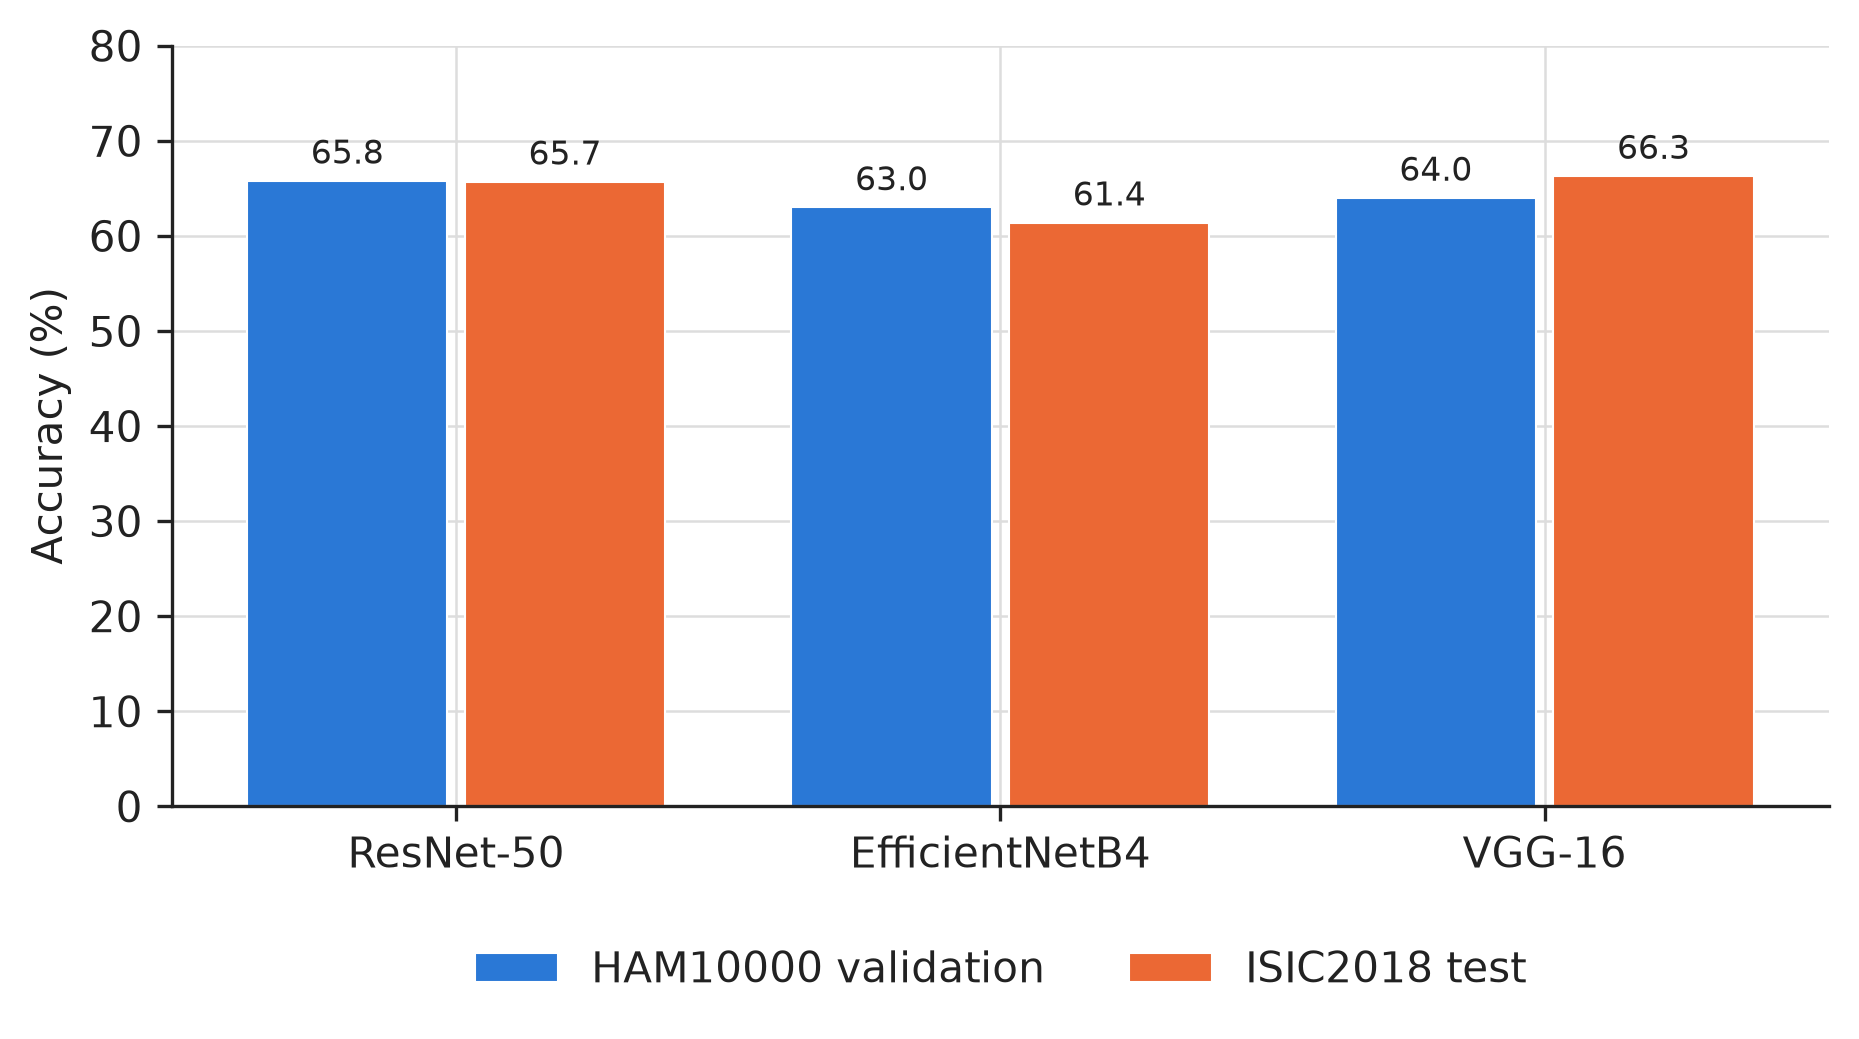 80
70
60
50
40
30
20
10
0
Accuracy (%)
65.8
65.7
63.0
61.4
64.0
66.3
ResNet-50
EfficientNetB4
VGG-16
HAM10000 validation
ISIC2018 test